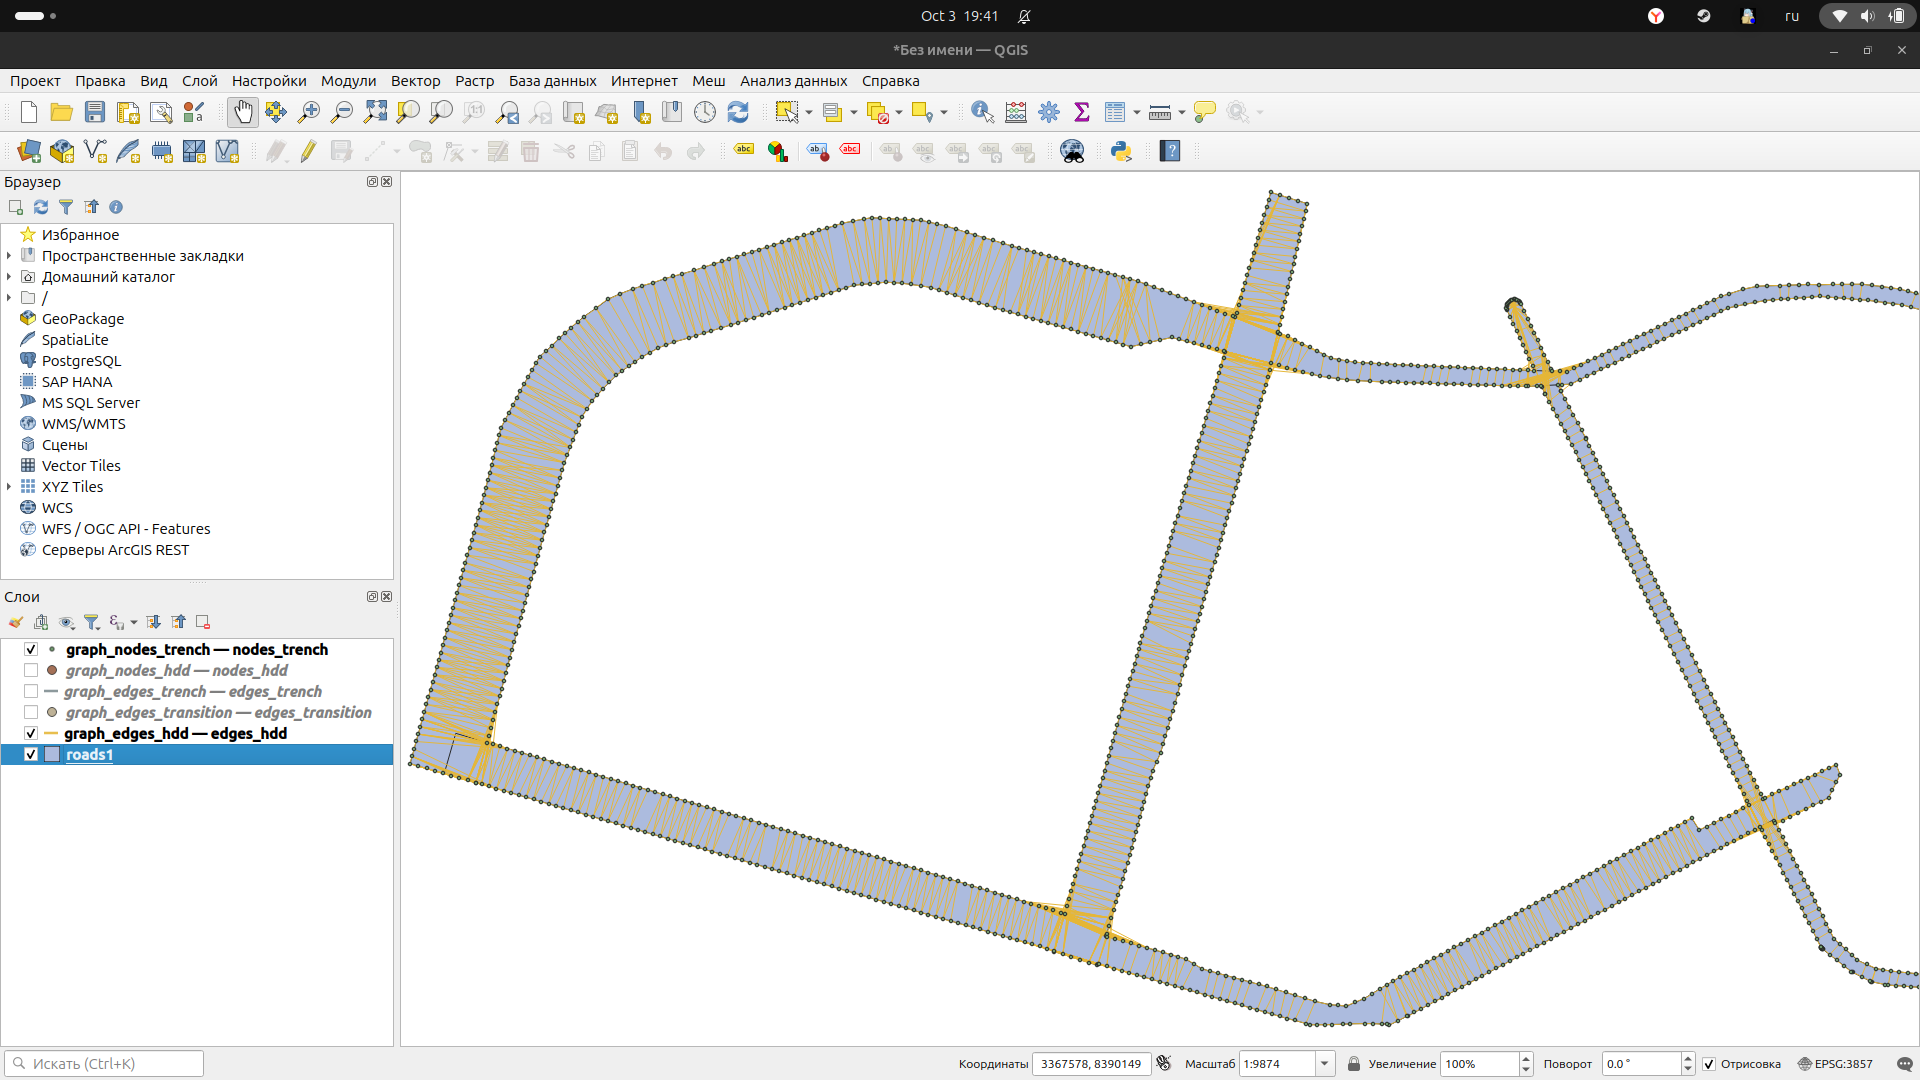 Oct 3 19:41
ru
*Без имени — QGIS
Проект Правка Вид Слой Настройки Модули Вектор Растр База данных Интернет Меш Анализ данных Справка
Браузер
Избранное
Пространственные закладки
Домашний каталог
/
GeoPackage
SpatiaLite
PostgreSQL
SAP HANA
MS SQL Server
WMS/WMTS
Сцены
Vector Tiles
XYZ Tiles
WCS
WFS / OGC API - Features
Серверы ArcGIS REST
Слои
graph_nodes_trench — nodes_trench
graph_nodes_hdd — nodes_hdd
graph_edges_trench — edges_trench
graph_edges_transition — edges_transition
graph_edges_hdd — edges_hdd
roads1
Искать (Ctrl+K)
Координаты 3367578, 8390149 Масштаб 1:9874 Увеличение 100% Поворот 0.0 ° Отрисовка EPSG:3857